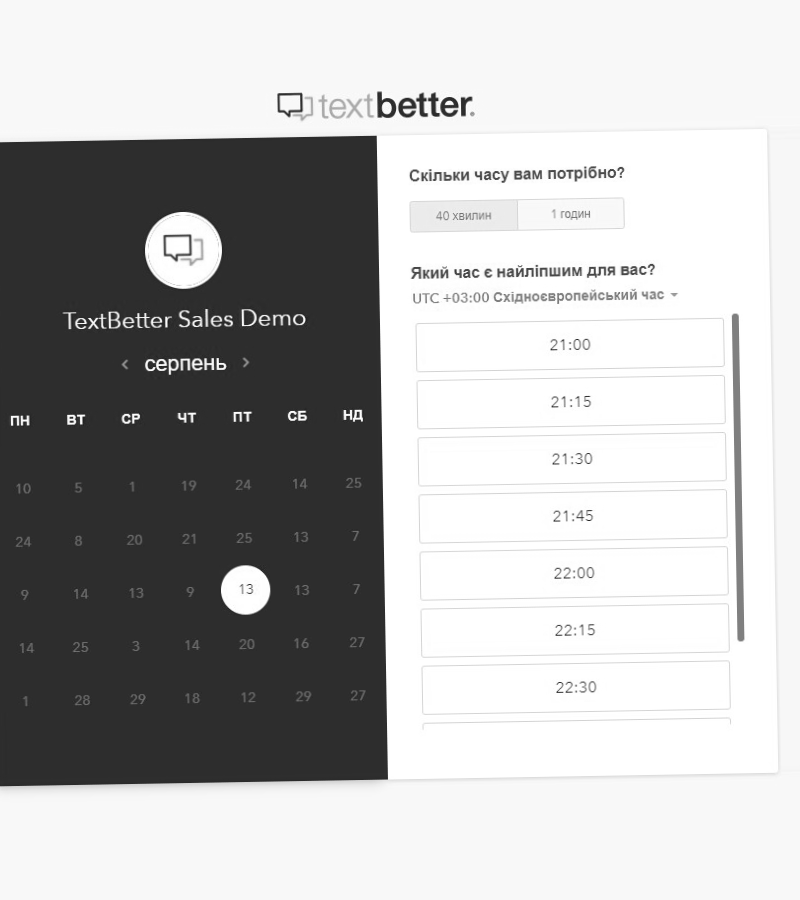 textbetter.
TextBetter Sales Demo
серпень
ПН ВТ СР ЧТ ПТ СБ НД
10 5 1 19 24 14 25
24 8 20 21 25 13 7
9 14 13 9 13 13 7
14 25 3 14 20 16 27
1 28 29 18 12 29 27
Скільки часу вам потрібно?
40 хвилин 1 годин
Який час є найліпшим для вас?
UTC +03:00 Східноєвропейський час
21:00
21:15
21:30
21:45
22:00
22:15
22:30